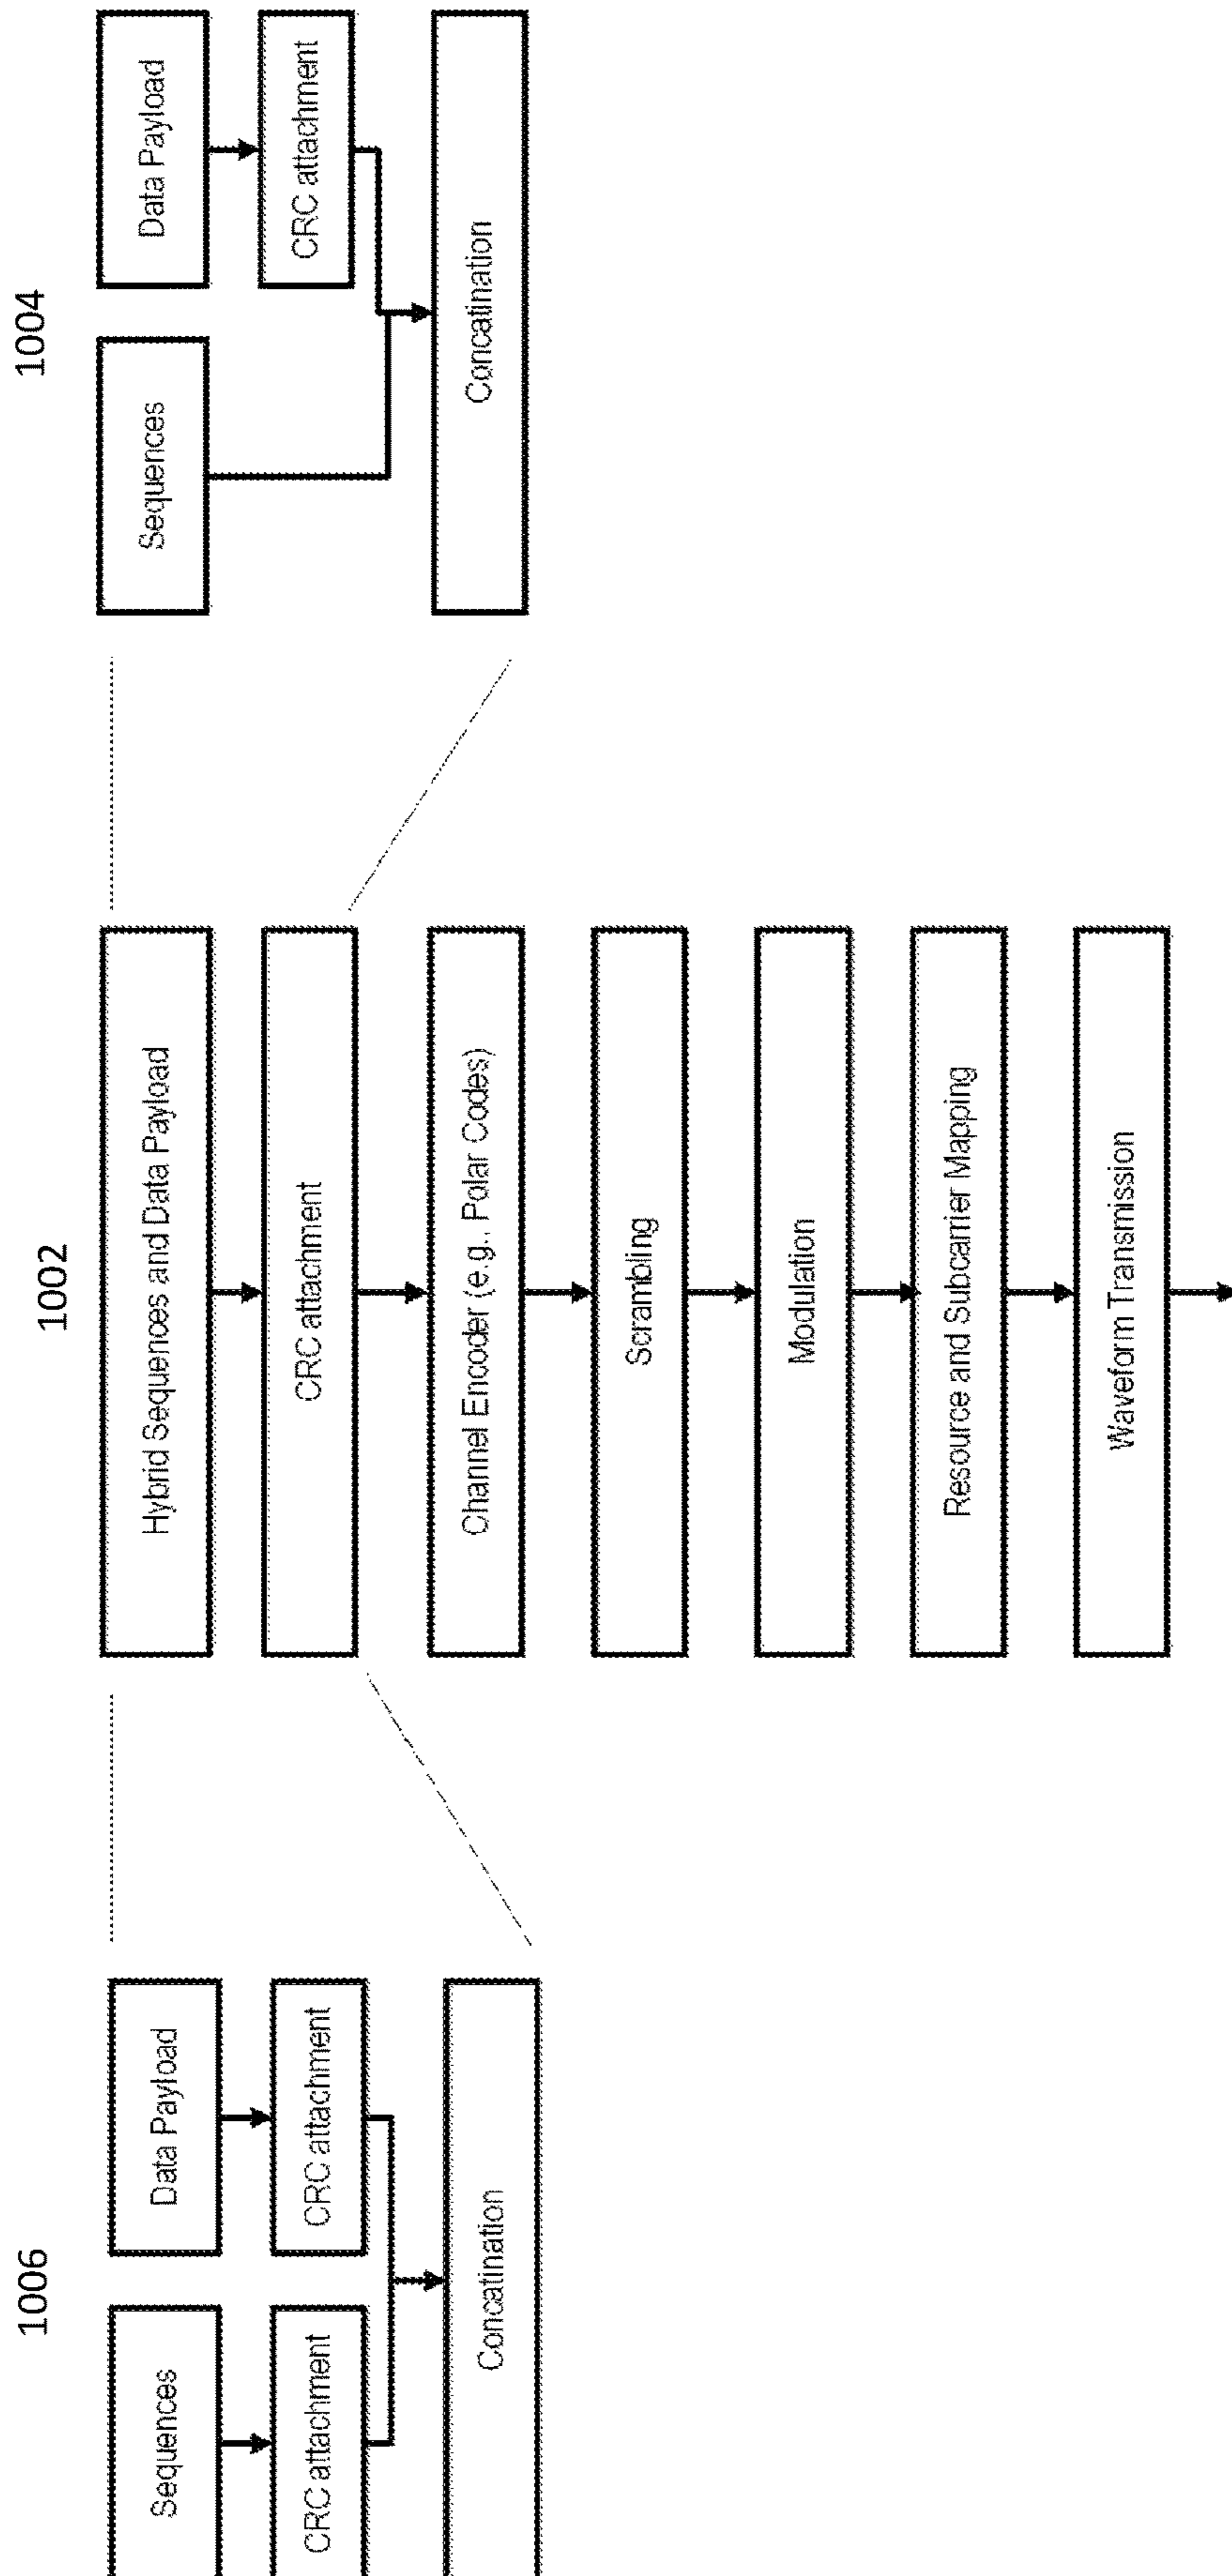 1006
Sequences
Data Payload
CRC attachment
CRC attachment
Concatination
1002
Hybrid Sequences and Data Payload
CRC attachment
Channel Encoder (e.g., Polar Codes)
Scrambling
Modulation
Resource and Subcarrier Mapping
Waveform Transmission
1004
Sequences
Data Payload
CRC attachment
Concatination